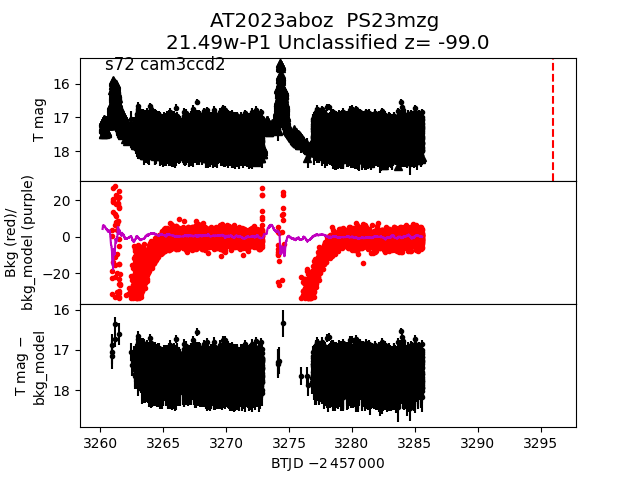 AT2023aboz  PS23mzg
21.49w-P1 Unclassified z= -99.0
s72 cam3ccd2
T mag
16
17
18
Bkg (red)/
bkg_model (purple)
20
0
−20
T mag −
bkg_model
16
17
18
3260 3265 3270 3275 3280 3285 3290 3295
BTJD −2 457 000